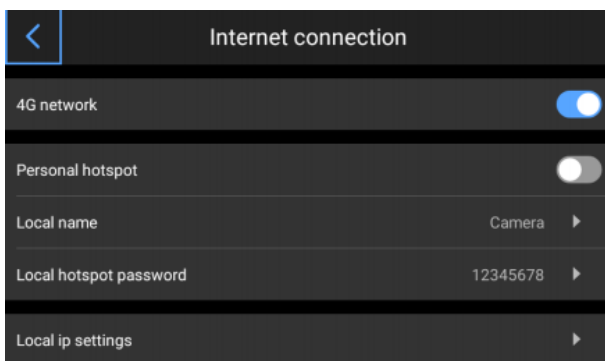 Internet connection
4G network
Personal hotspot
Local name Camera
Local hotspot password 12345678
Local ip settings